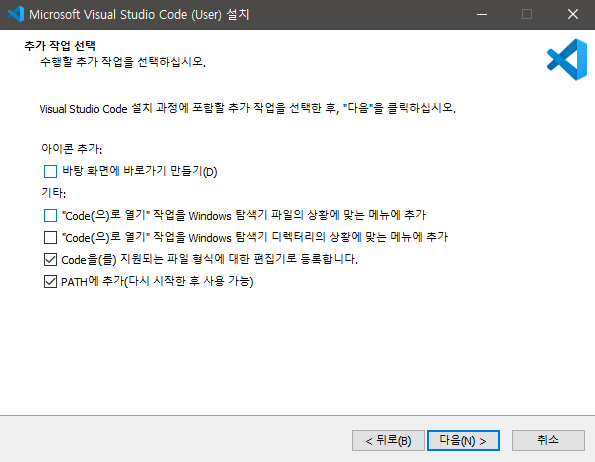 Microsoft Visual Studio Code (User) 설치
추가 작업 선택
수행할 추가 작업을 선택하십시오.
Visual Studio Code 설치 과정에 포함할 추가 작업을 선택한 후, "다음"을 클릭하십시오.
아이콘 추가:
바탕 화면에 바로가기 만들기(D)
기타:
"Code(으)로 열기" 작업을 Windows 탐색기 파일의 상황에 맞는 메뉴에 추가
"Code(으)로 열기" 작업을 Windows 탐색기 디렉터리의 상황에 맞는 메뉴에 추가
Code을(를) 지원되는 파일 형식에 대한 편집기로 등록합니다.
PATH에 추가(다시 시작한 후 사용 가능)
< 뒤로(B) 다음(N) > 취소